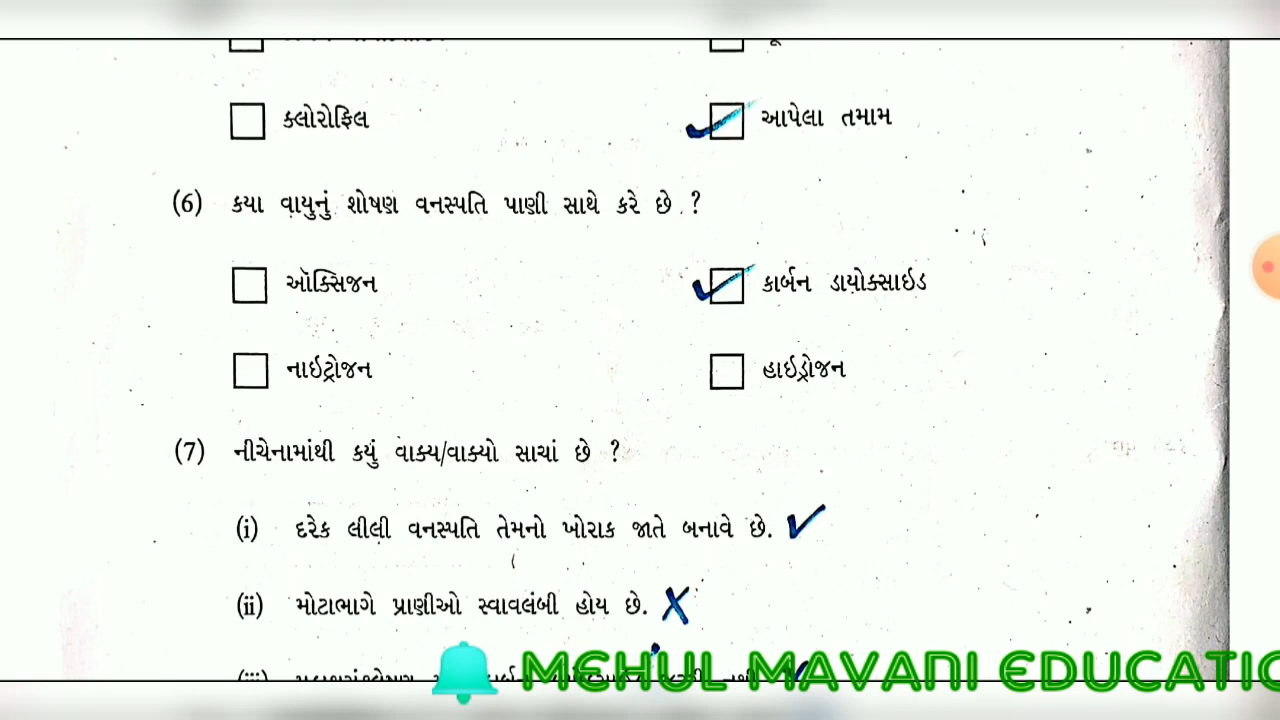 ક્લોરોફિલ
આપેલા તમામ
(6) કયા વાયુનું શોષણ વનસ્પતિ પાણી સાથે કરે છે ?
ઑક્સિજન
કાર્બન ડાયોક્સાઇડ
નાઇટ્રોજન
હાઇડ્રોજન
(7) નીચેનામાંથી કયું વાક્ય/વાક્યો સાચાં છે ?
(i) દરેક લીલી વનસ્પતિ તેમનો ખોરાક જાતે બનાવે છે.
(ii) મોટાભાગે પ્રાણીઓ સ્વાવલંબી હોય છે.
(iii)
MEHUL MAVANI EDUCATIO